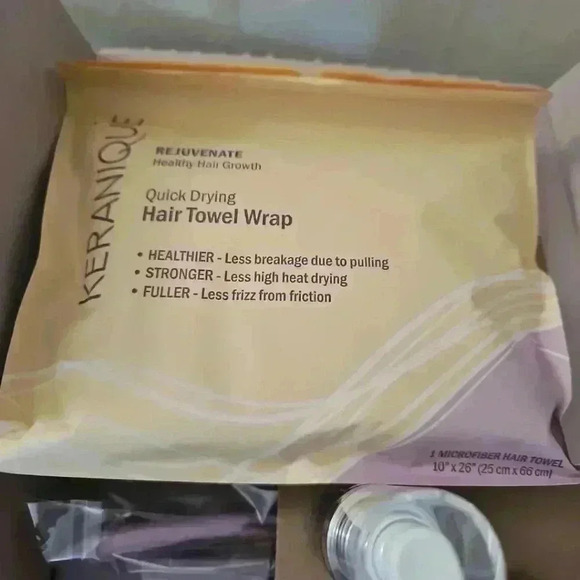 KERANIQUE
REJUVENATE
Healthy Hair Growth
Quick Drying
Hair Towel Wrap
• HEALTHIER - Less breakage due to pulling
• STRONGER - Less high heat drying
• FULLER - Less frizz from friction
1 MICROFIBER HAIR TOWEL
10" x 26" (25 cm x 66 cm)